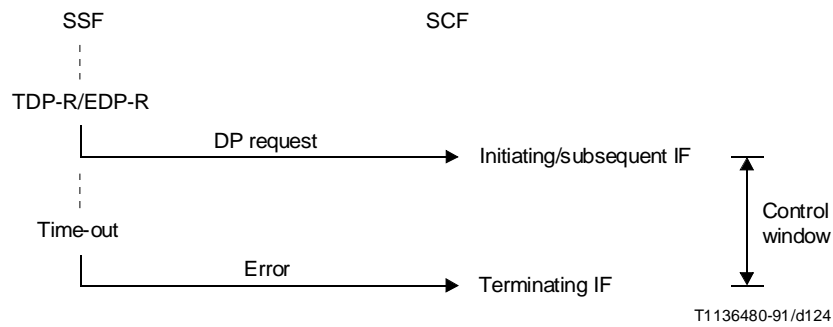 SSF
SCF
TDP-R/EDP-R
DP request
Initiating/subsequent IF
Control
window
Time-out
Error
Terminating IF
T1136480-91/d124